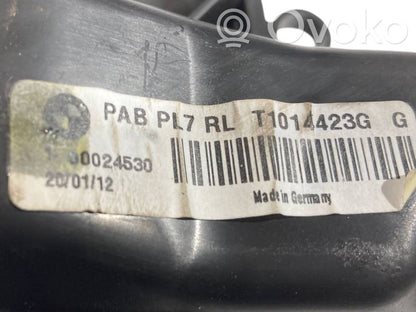 Ovoko
PAB PL7 RL T1014423G G
00024530
20/01/12
Made in Germany